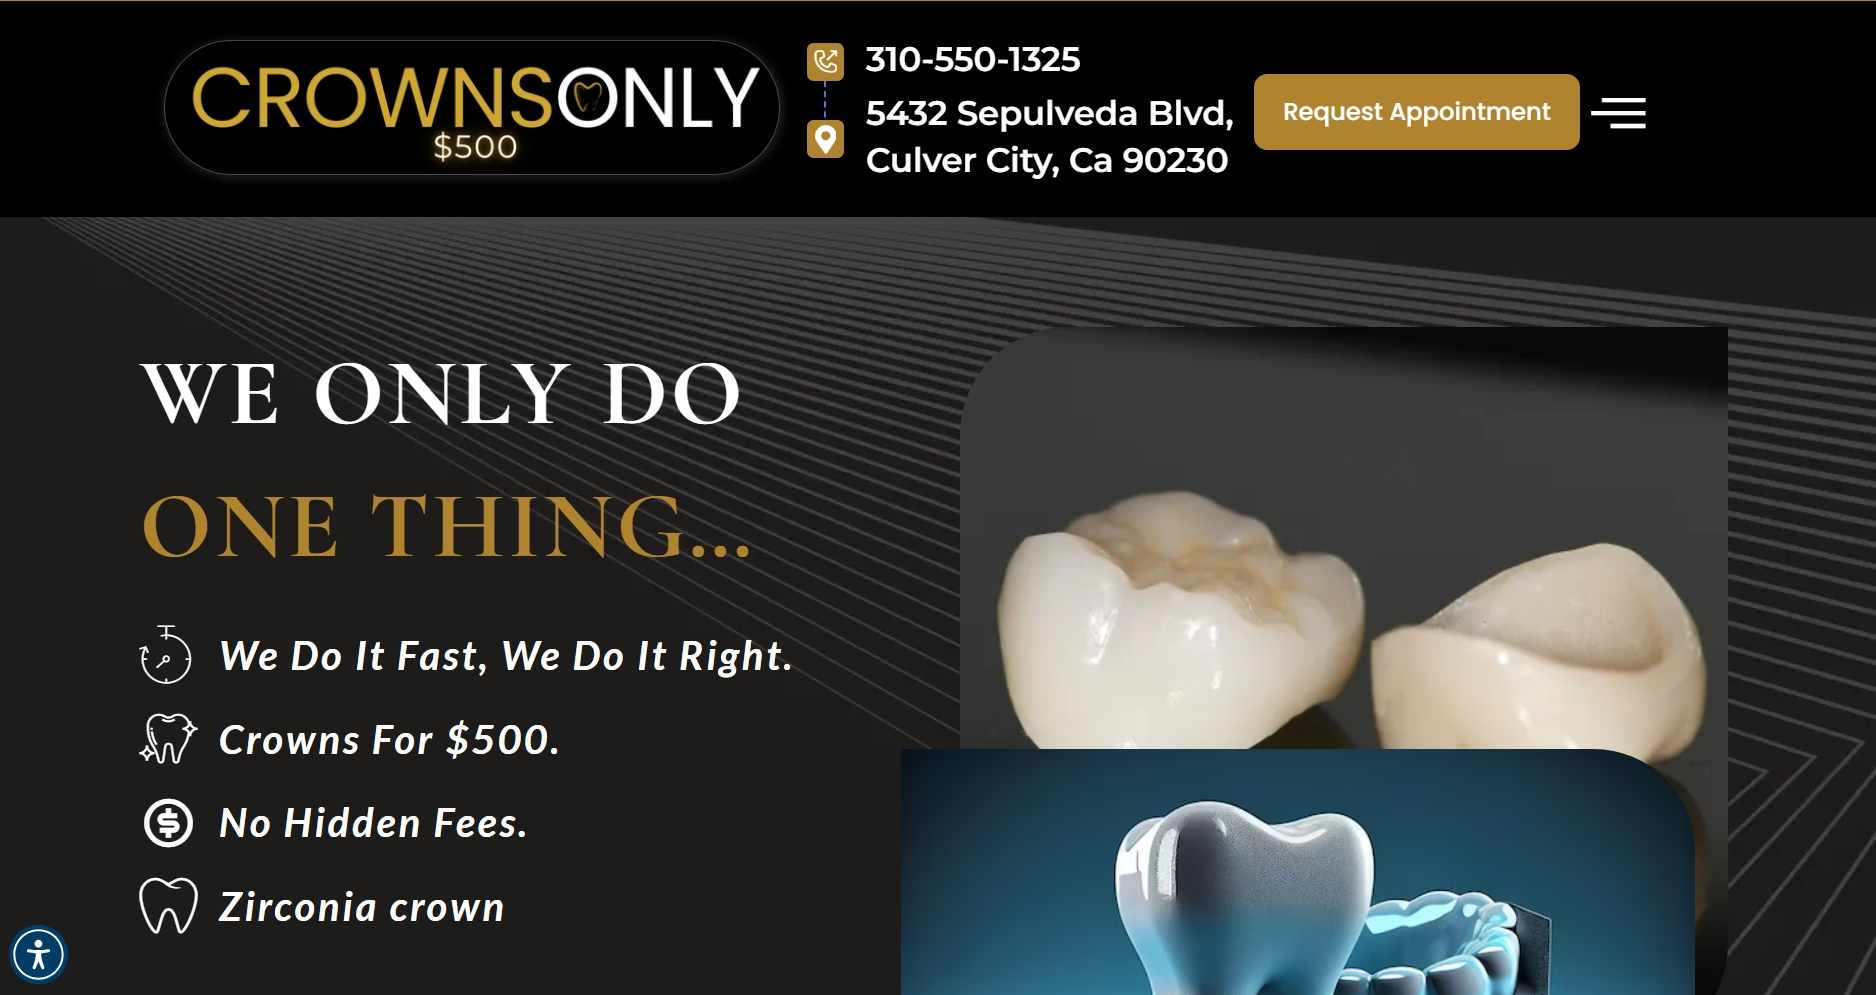 CROWNSONLY
$500
310-550-1325
5432 Sepulveda Blvd,
Culver City, Ca 90230
Request Appointment
WE ONLY DO
ONE THING...
We Do It Fast, We Do It Right.
Crowns For $500.
No Hidden Fees.
Zirconia crown